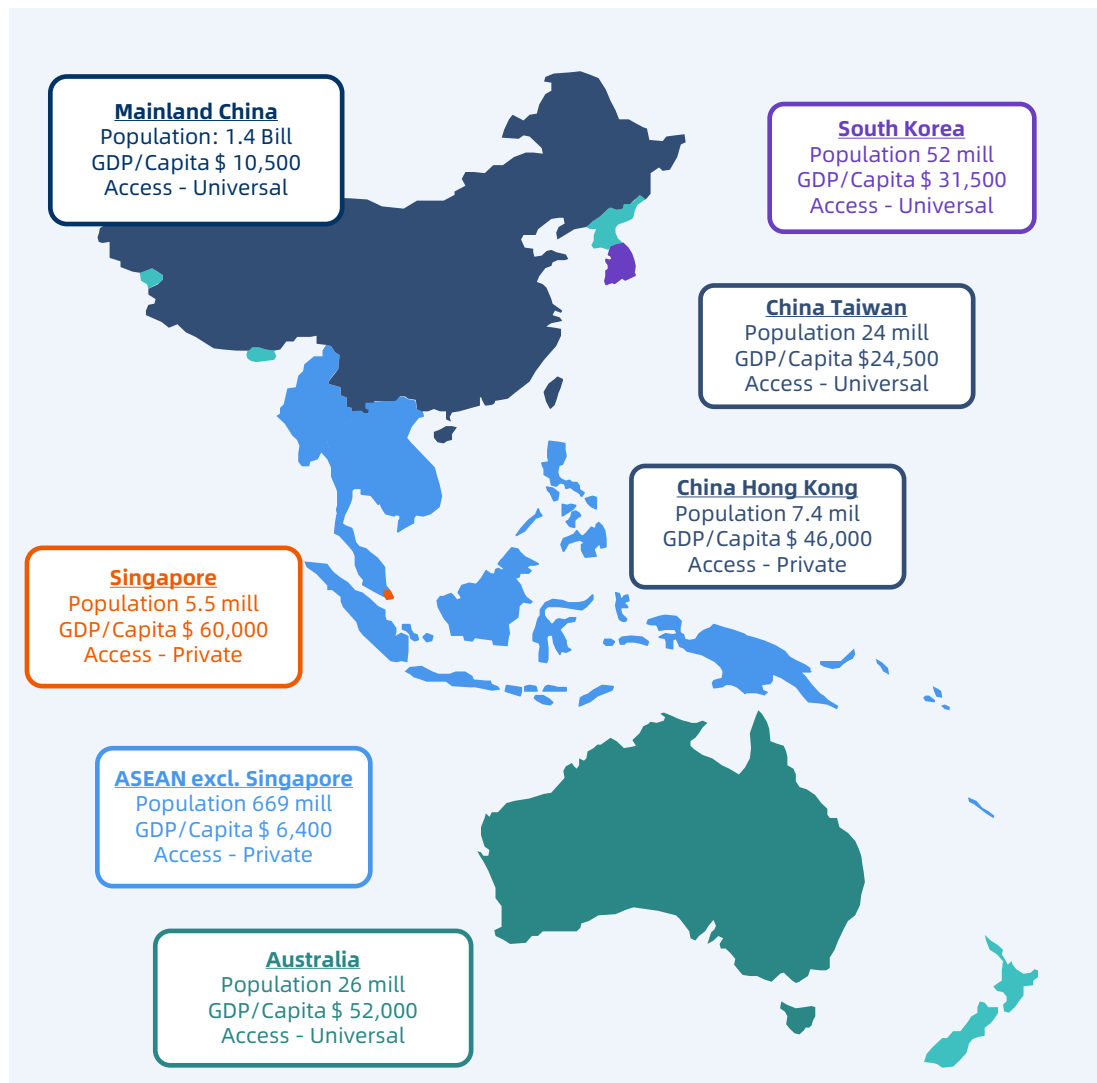 Mainland China
Population: 1.4 Bill
GDP/Capita $ 10,500
Access - Universal
South Korea
Population 52 mill
GDP/Capita $ 31,500
Access - Universal
China Taiwan
Population 24 mill
GDP/Capita $24,500
Access - Universal
China Hong Kong
Population 7.4 mil
GDP/Capita $ 46,000
Access - Private
Singapore
Population 5.5 mill
GDP/Capita $ 60,000
Access - Private
ASEAN excl. Singapore
Population 669 mill
GDP/Capita $ 6,400
Access - Private
Australia
Population 26 mill
GDP/Capita $ 52,000
Access - Universal